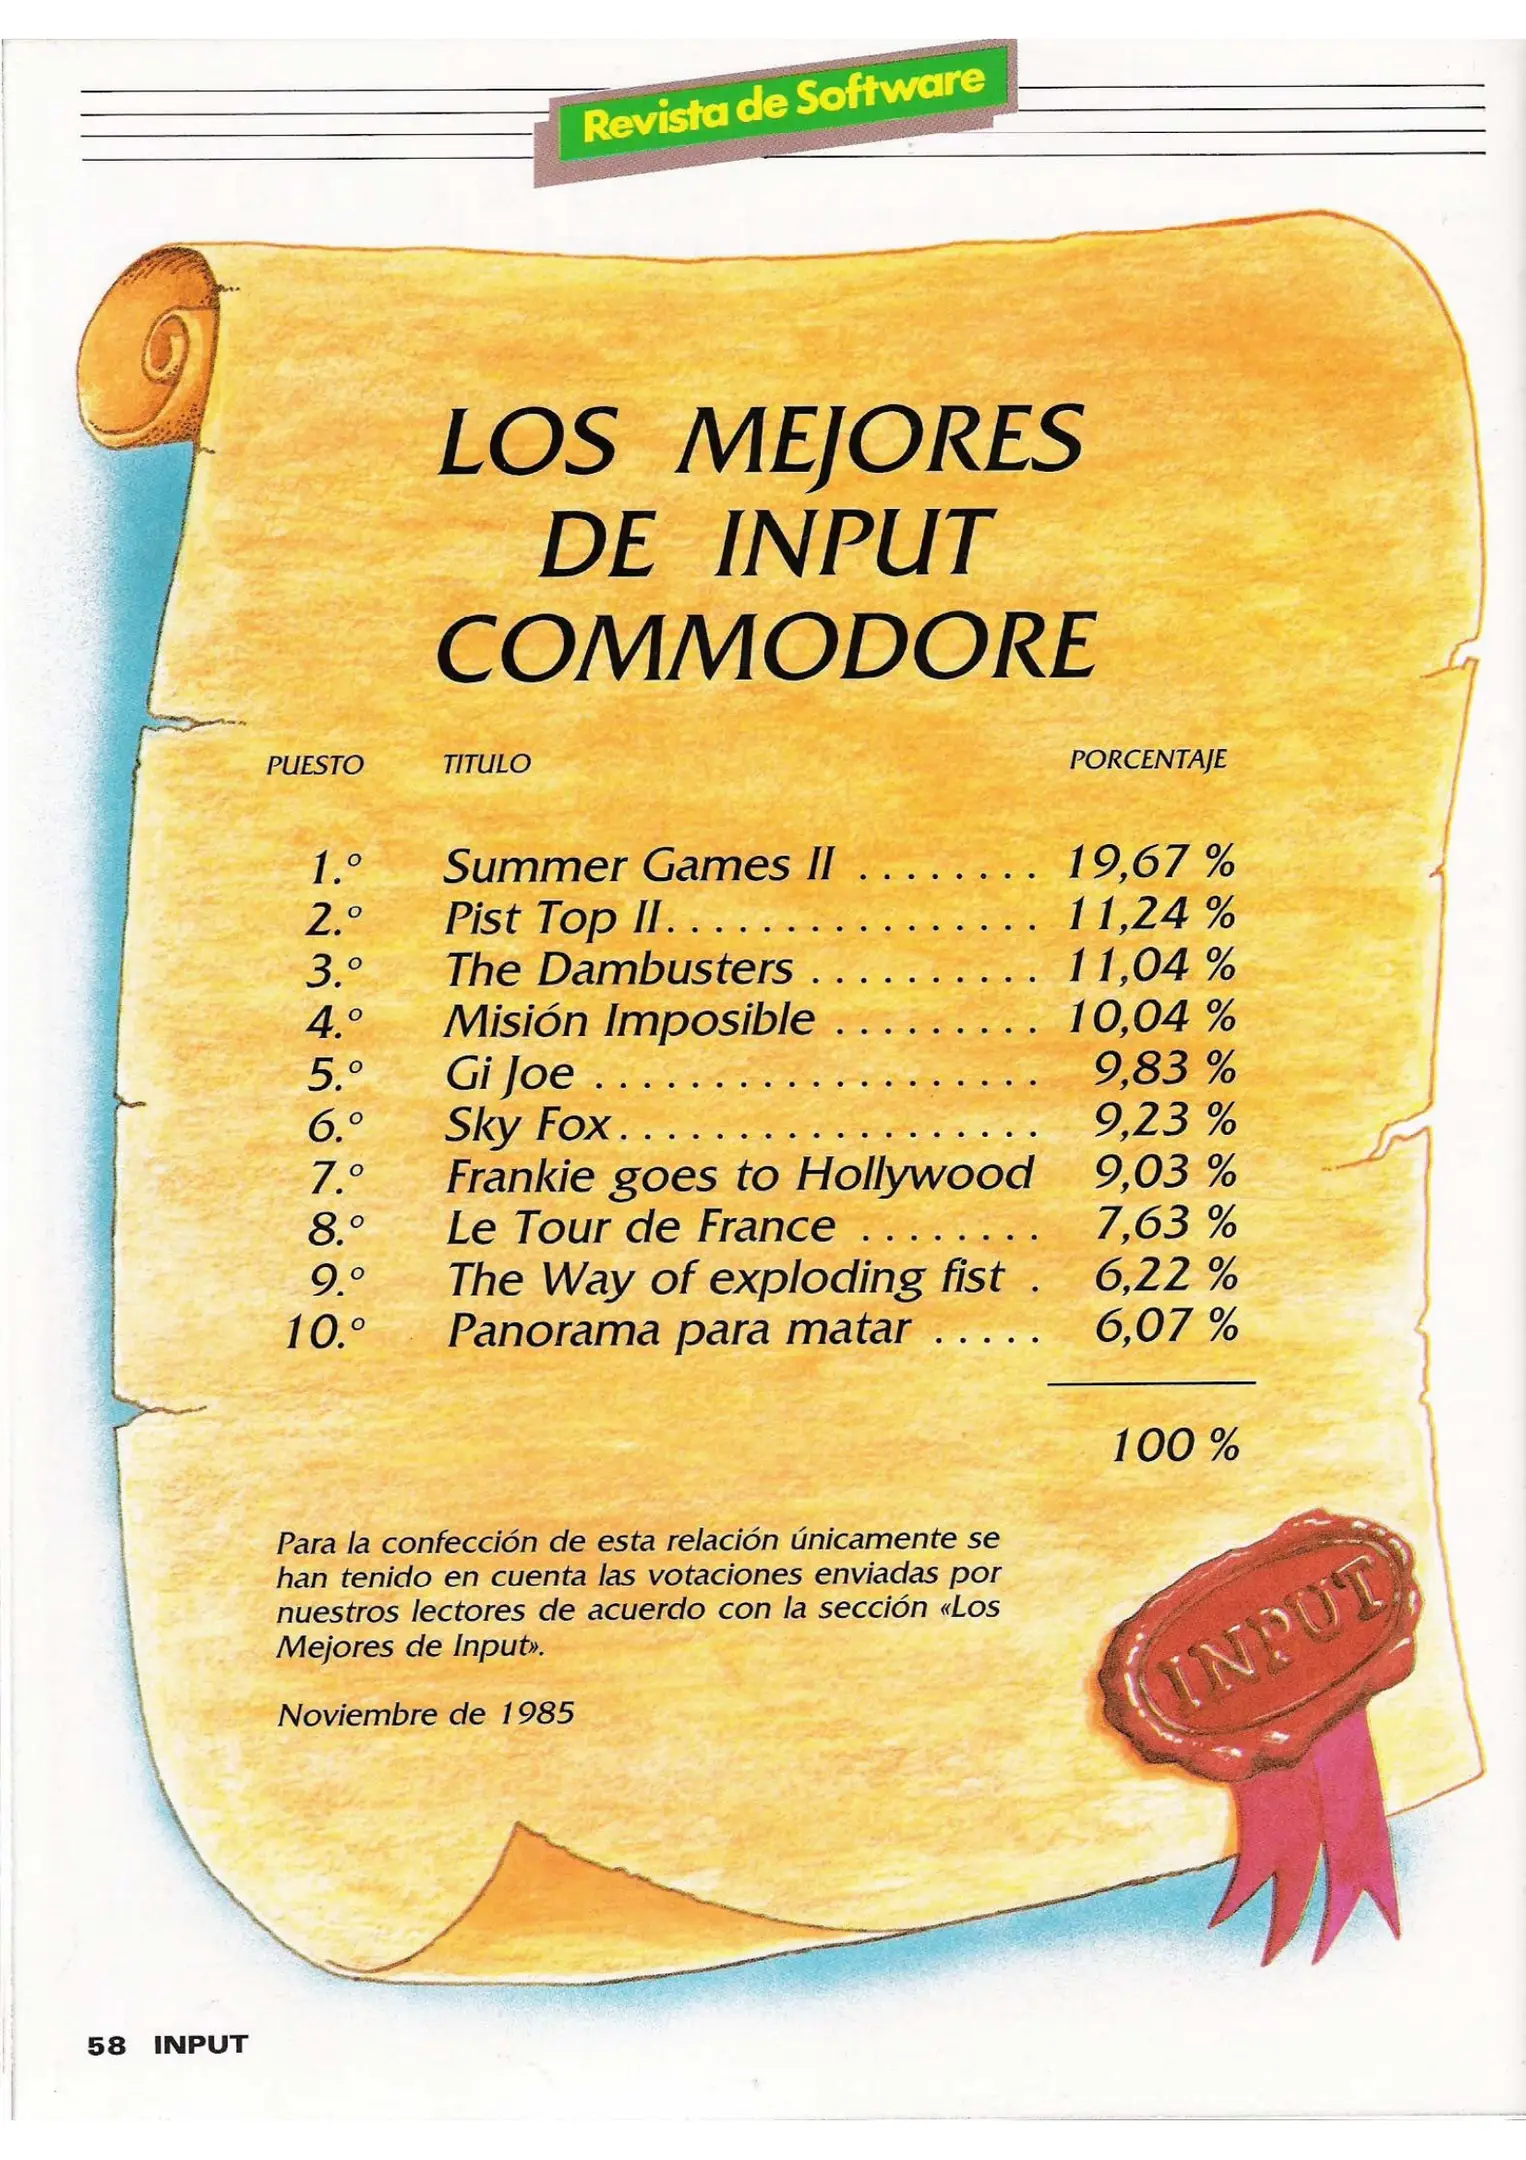 Revista de Software
LOS MEJORES
DE INPUT
COMMODORE
PUESTO TITULO PORCENTAJE
1.º Summer Games II ........ 19,67 %
2.º Pist Top II................ 11,24 %
3.º The Dambusters .......... 11,04 %
4.º Misión Imposible ......... 10,04 %
5.º Gi Joe ................... 9,83 %
6.º Sky Fox.................. 9,23 %
7.º Frankie goes to Hollywood 9,03 %
8.º Le Tour de France ........ 7,63 %
9.º The Way of exploding fist . 6,22 %
10.º Panorama para matar ..... 6,07 %
100 %
Para la confección de esta relación únicamente se
han tenido en cuenta las votaciones enviadas por
nuestros lectores de acuerdo con la sección «Los
Mejores de Input».
Noviembre de 1985
INPUT
58 INPUT